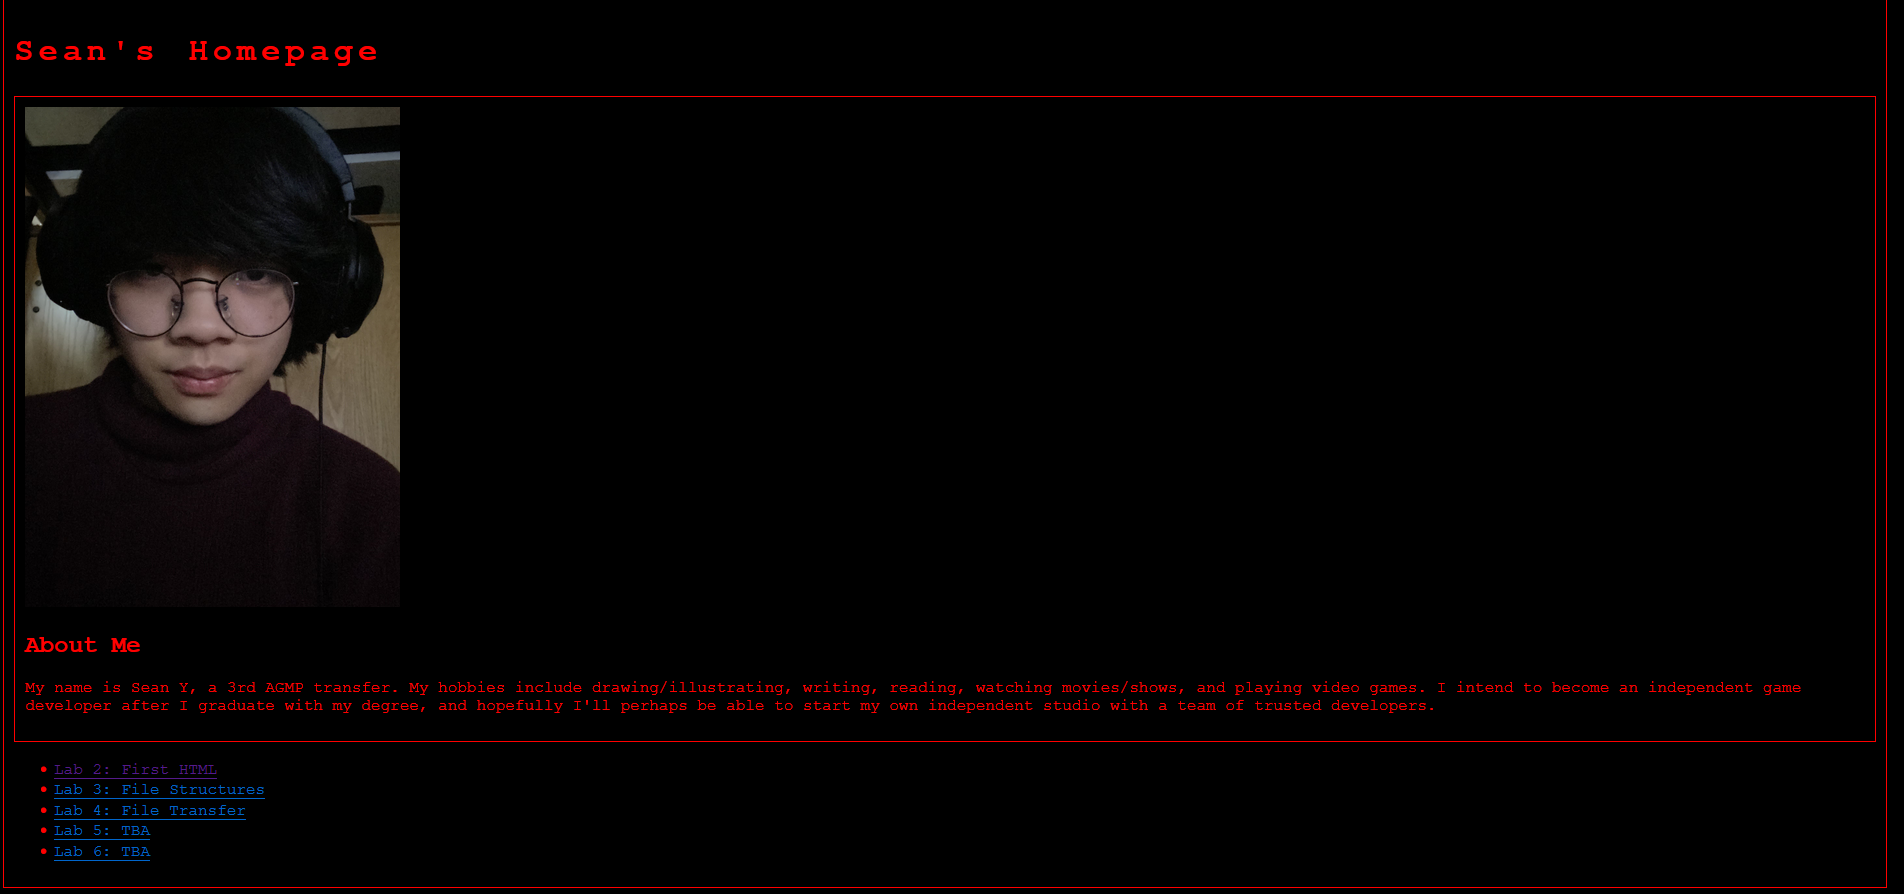 Sean's Homepage
About Me
My name is Sean Y, a 3rd AGMP transfer. My hobbies include drawing/illustrating, writing, reading, watching movies/shows, and playing video games. I intend to become an independent game
developer after I graduate with my degree, and hopefully I'll perhaps be able to start my own independent studio with a team of trusted developers.
Lab 2: First HTML
Lab 3: File Structures
Lab 4: File Transfer
Lab 5: TBA
Lab 6: TBA